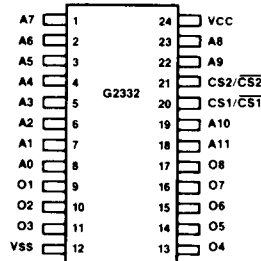 A7 1 24 VCC
A6 2 23 A8
A5 3 22 A9
A4 4 21 CS2/C̅S̅2̅
G2332
A3 5 20 CS1/C̅S̅1̅
A2 6 19 A10
A1 7 18 A11
A0 8 17 O8
O1 9 16 O7
O2 10 15 O6
O3 11 14 O5
VSS 12 13 O4